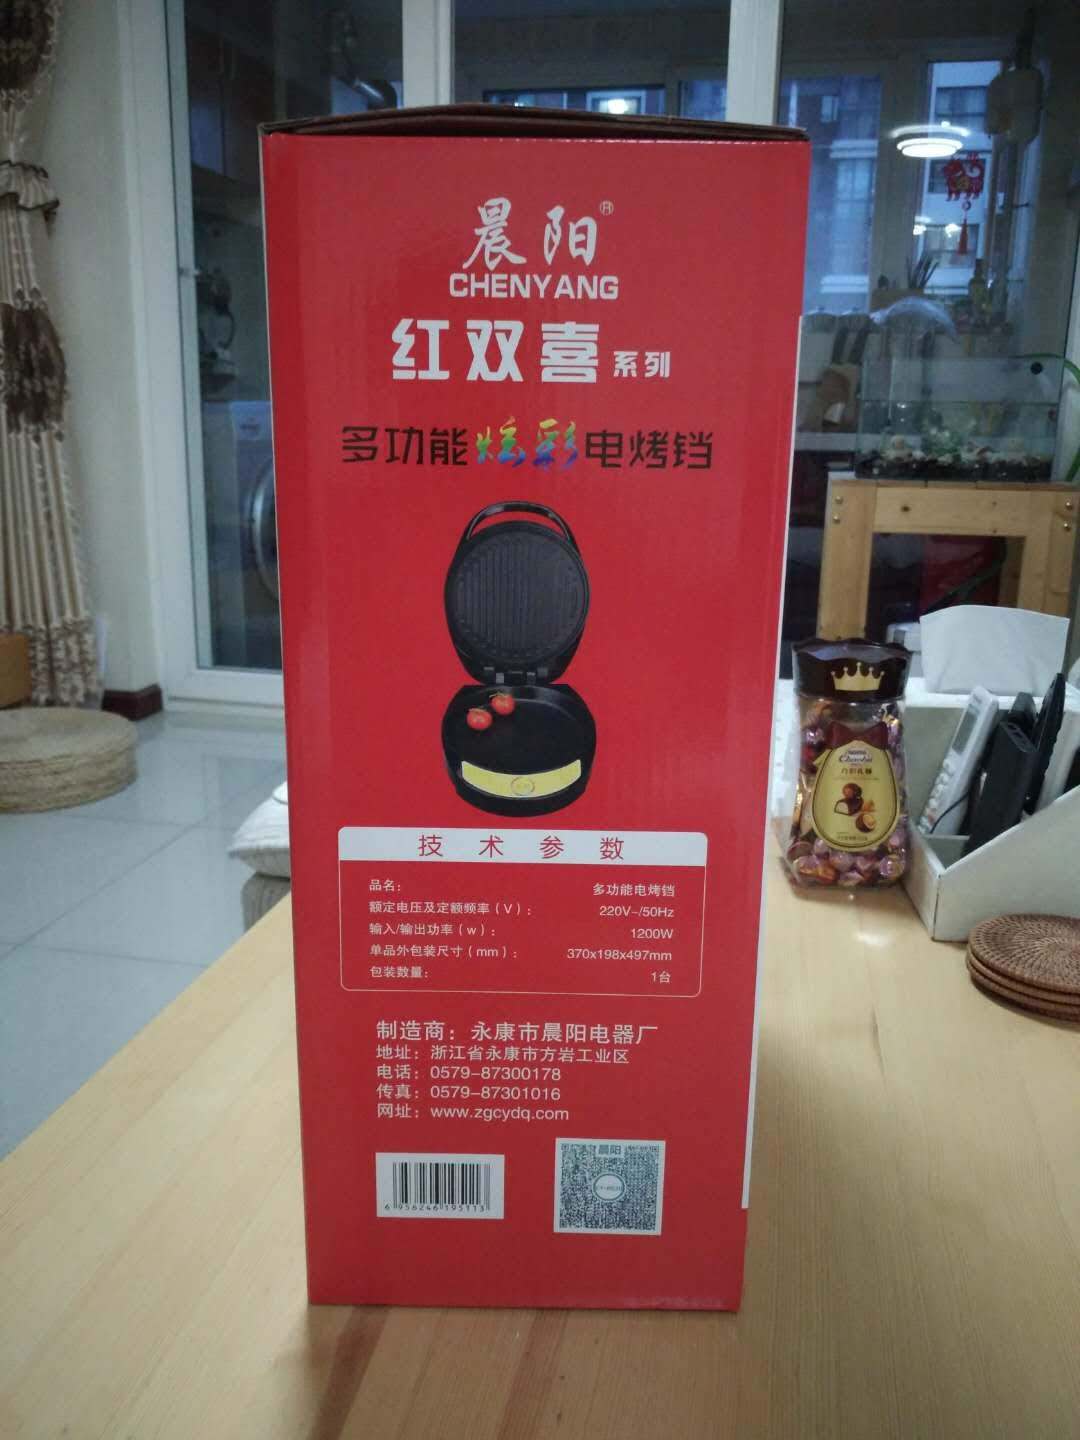 晨阳®
CHENYANG
红双喜系列
多功能炫彩电烤铛
技术参数
品名： 多功能电烤铛
额定电压及定额频率（V）： 220V~/50Hz
输入/输出功率（w）： 1200W
单品外包装尺寸（mm）： 370x198x497mm
包装数量： 1台
制造商：永康市晨阳电器厂
地址：浙江省永康市方岩工业区
电话：0579-87300178
传真：0579-87301016
网址：www.zgcydq.com
6 956246 195113
晨阳